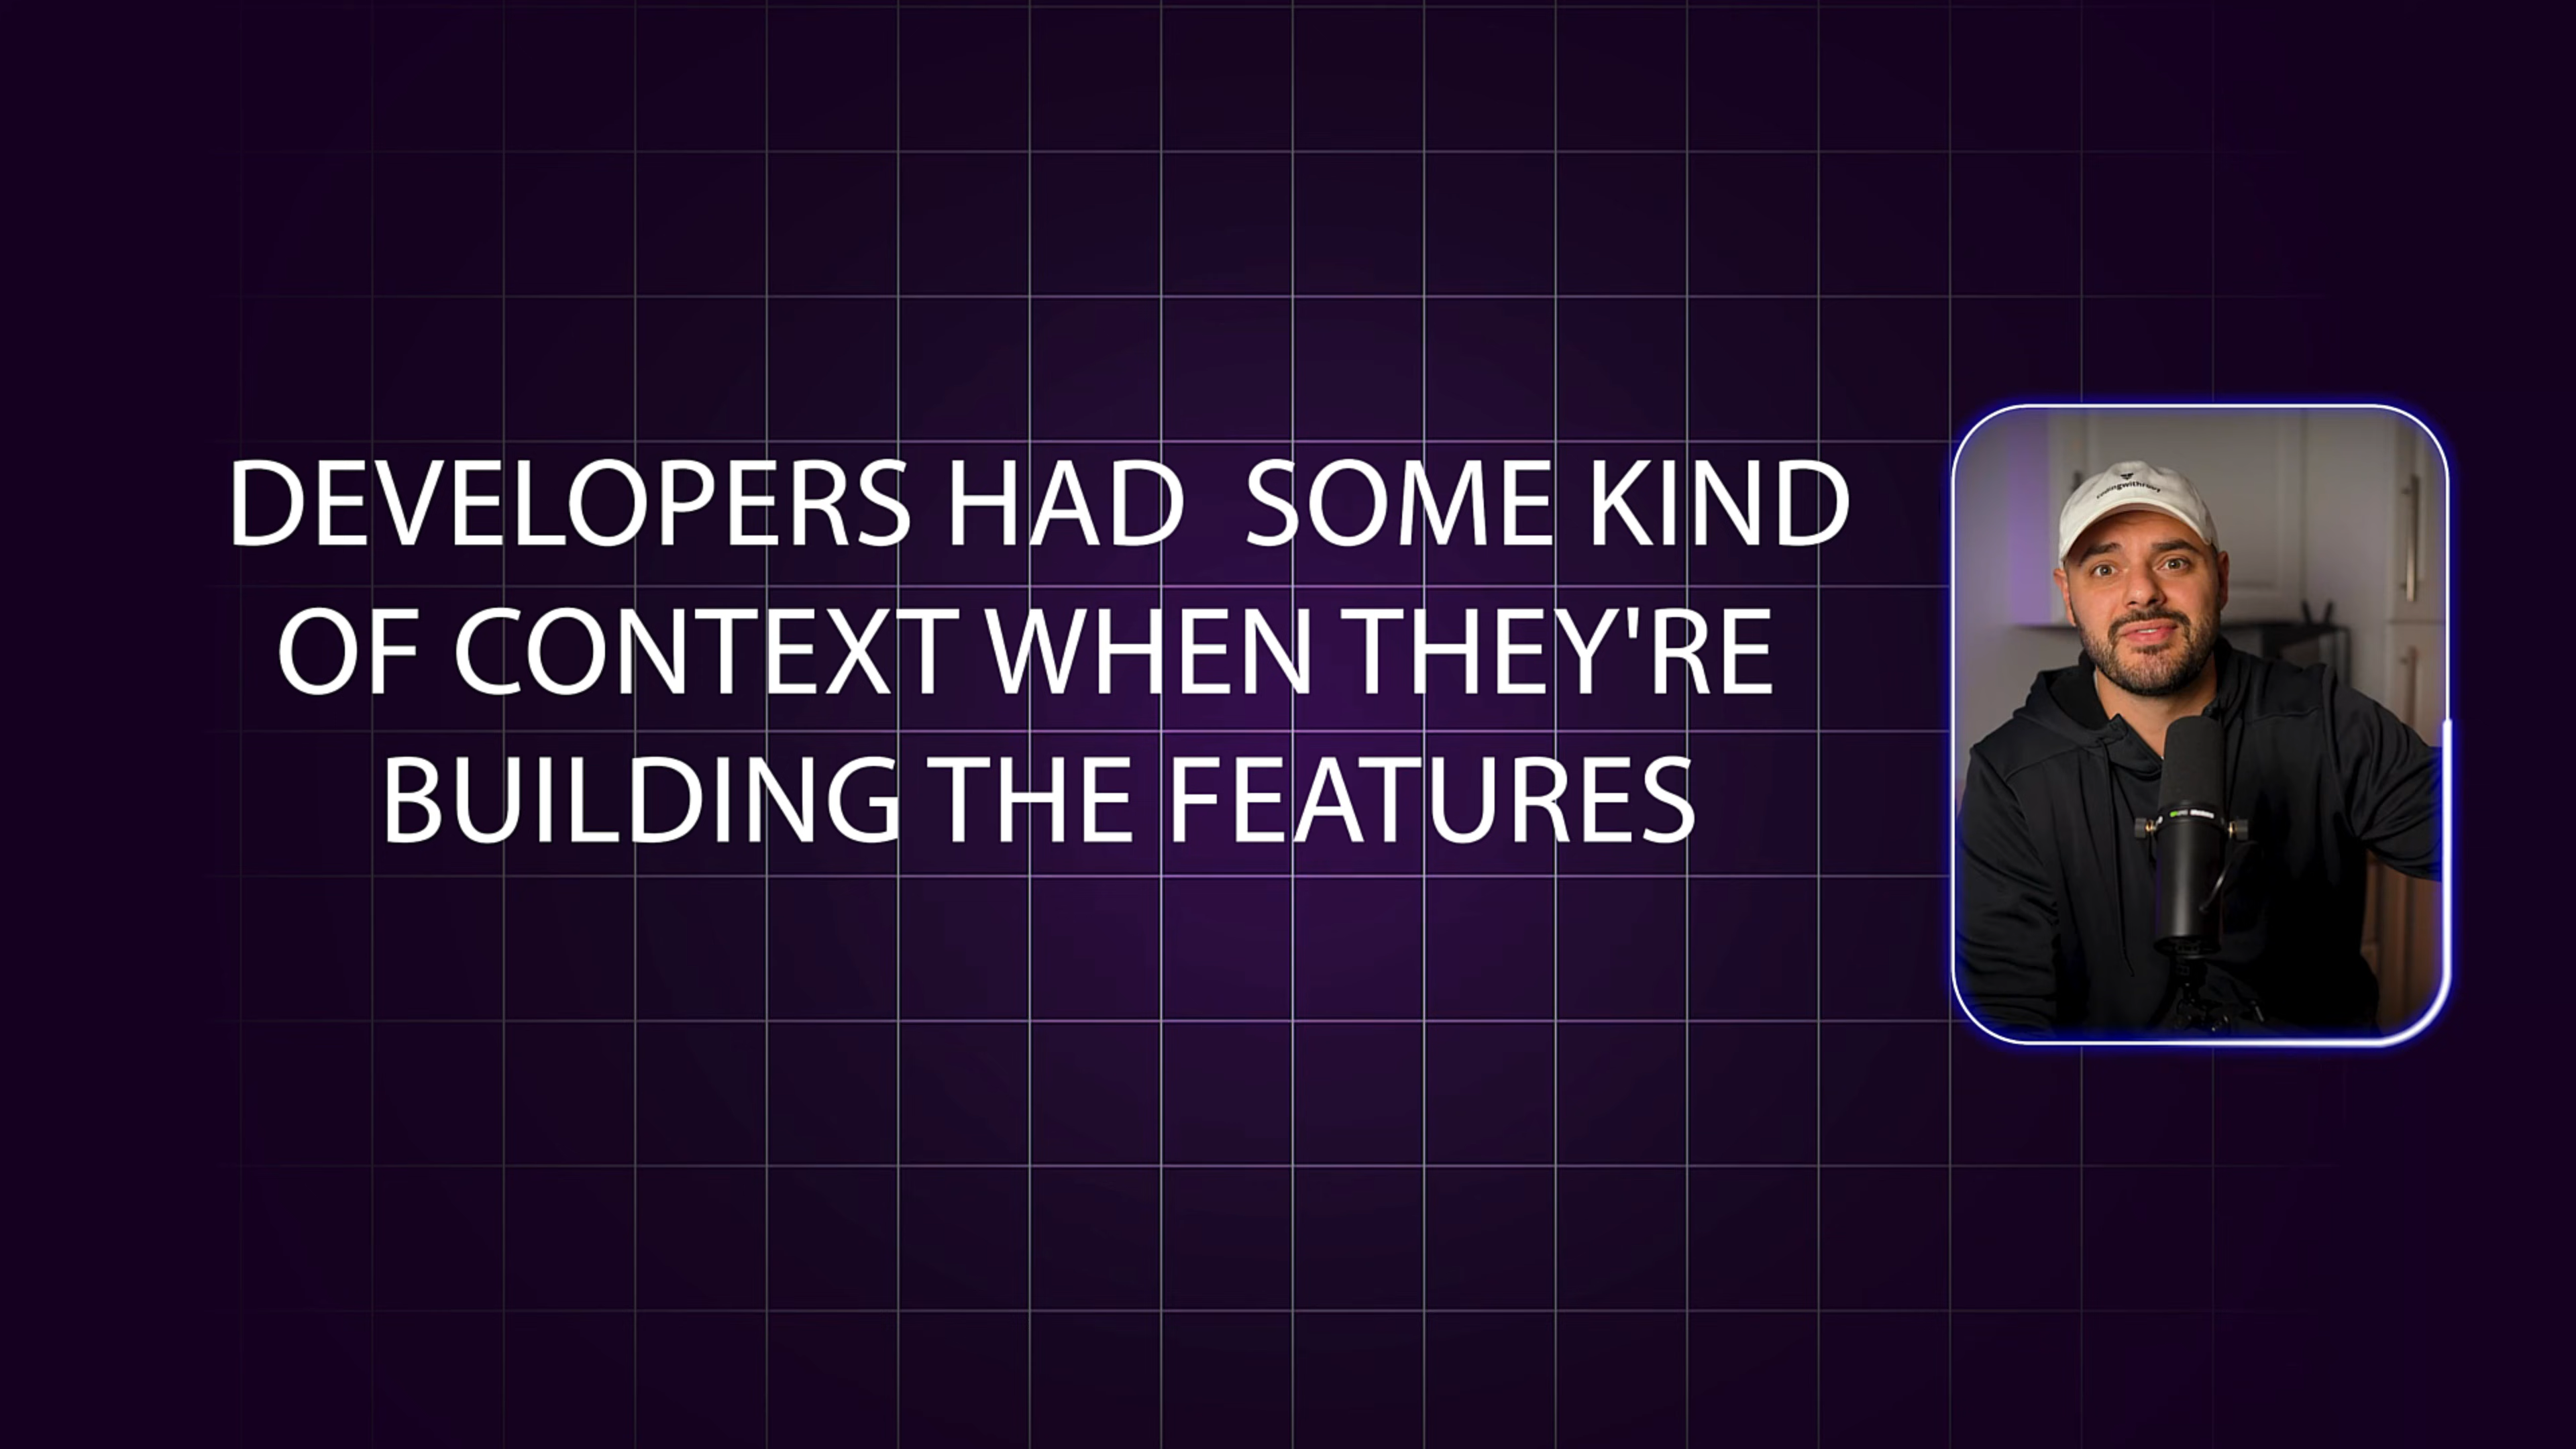 DEVELOPERS HAD  SOME KIND
OF CONTEXT WHEN THEY'RE
BUILDING THE FEATURES